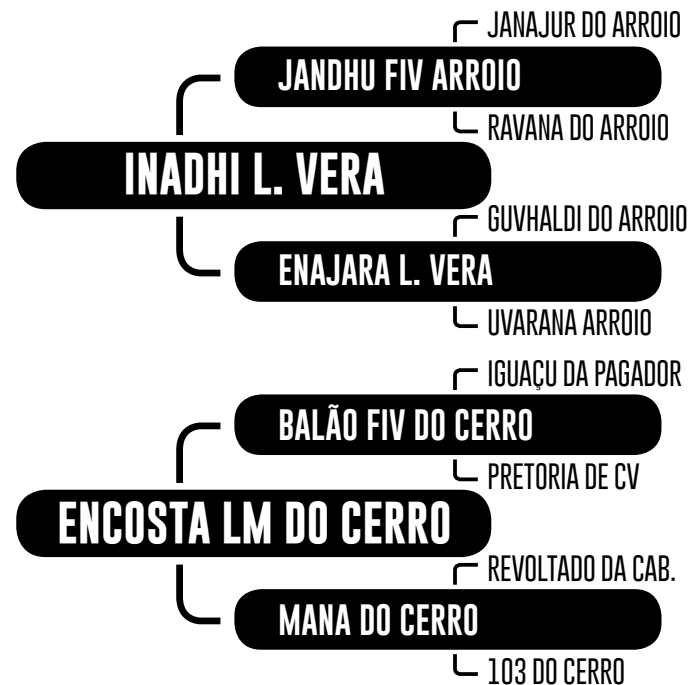 JANAJUR DO ARROIO
JANDHU FIV ARROIO
RAVANA DO ARROIO
INADHI L. VERA
GUVHALDI DO ARROIO
ENAJARA L. VERA
UVARANA ARROIO
IGUAÇU DA PAGADOR
BALÃO FIV DO CERRO
PRETORIA DE CV
ENCOSTA LM DO CERRO
REVOLTADO DA CAB.
MANA DO CERRO
103 DO CERRO